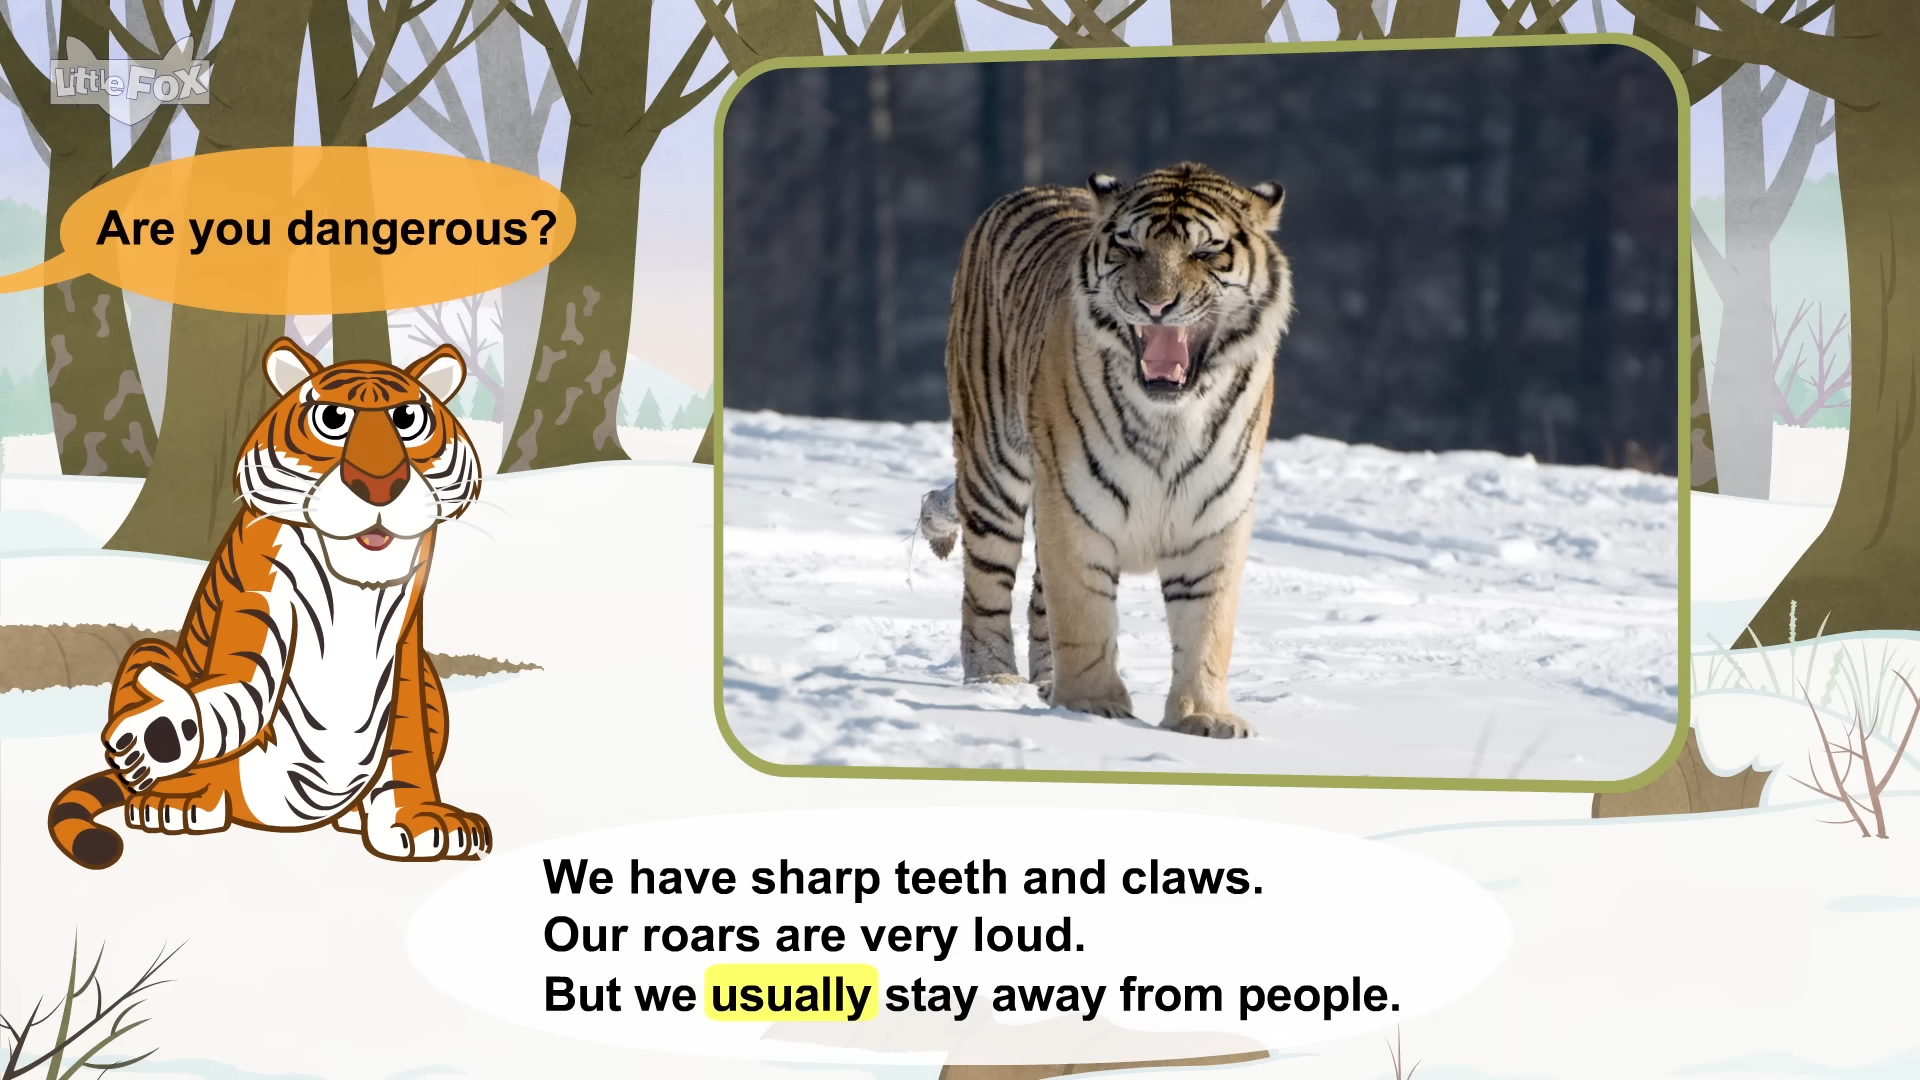 Little Fox
Are you dangerous?
We have sharp teeth and claws.
Our roars are very loud.
But we usually stay away from people.